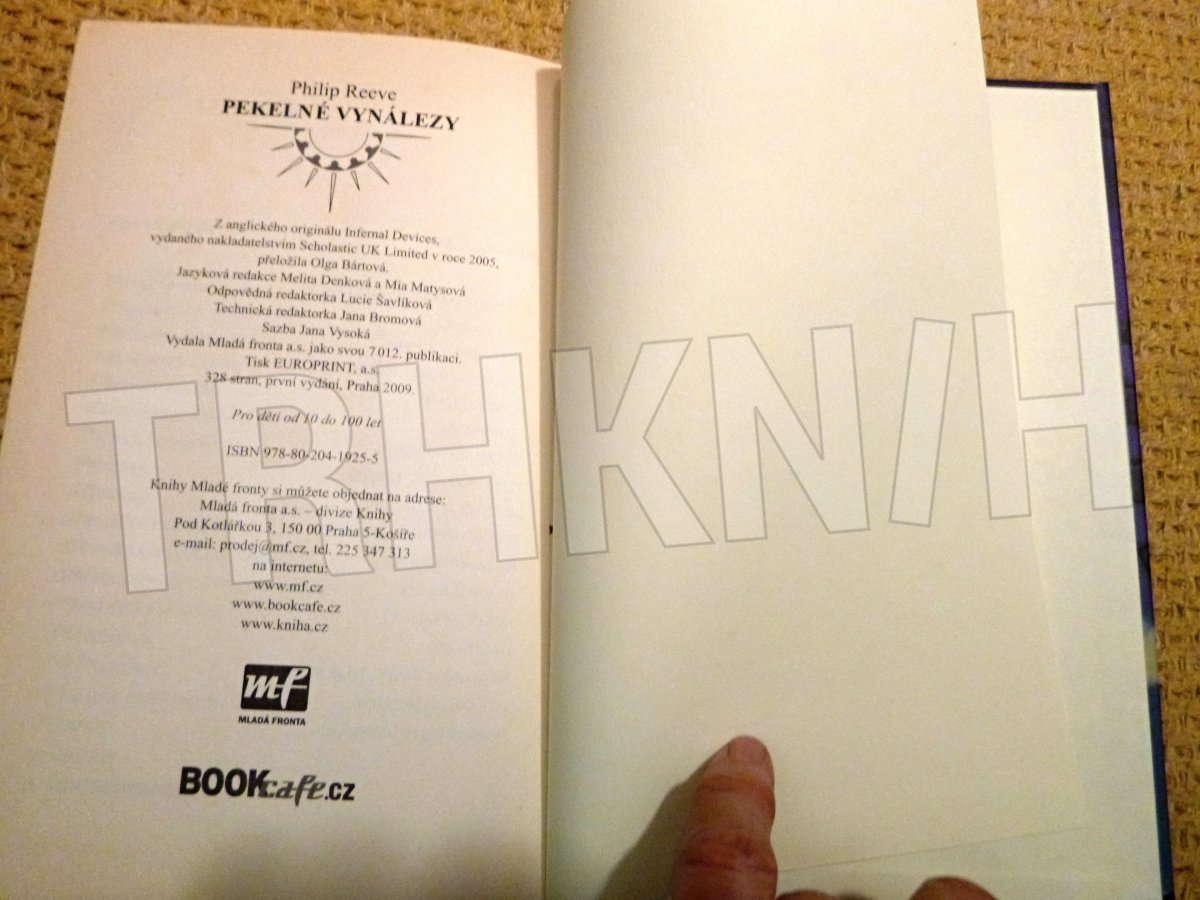 Philip Reeve
PEKELNÉ VYNÁLEZY
Z anglického originálu Infernal Devices,
vydaného nakladatelstvím Scholastic UK Limited v roce 2005,
přeložila Olga Bártová.
Jazyková redakce Melita Denková a Mia Matysová
Odpovědná redaktorka Lucie Šavlíková
Technická redaktorka Jana Bromová
Sazba Jana Vysoká
Vydala Mladá fronta a.s. jako svou 7 012. publikaci.
Tisk EUROPRINT, a.s.
328 stran, první vydání, Praha 2009.
Pro děti od 10 do 100 let
ISBN 978-80-204-1925-5
Knihy Mladé fronty si můžete objednat na adrese:
Mladá fronta a.s. – divize Knihy
Pod Kotlářkou 3, 150 00 Praha 5-Košíře
e-mail: prodej@mf.cz, tel. 225 347 313
na internetu:
www.mf.cz
www.bookcafe.cz
www.kniha.cz
mf
MLADÁ FRONTA
BOOKcafe.cz
TRHKNIH